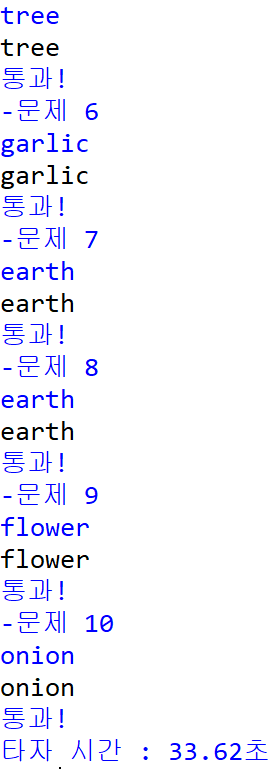 tree
tree
통과!
-문제 6
garlic
garlic
통과!
-문제 7
earth
earth
통과!
-문제 8
earth
earth
통과!
-문제 9
flower
flower
통과!
-문제 10
onion
onion
통과!
타자 시간 : 33.62초